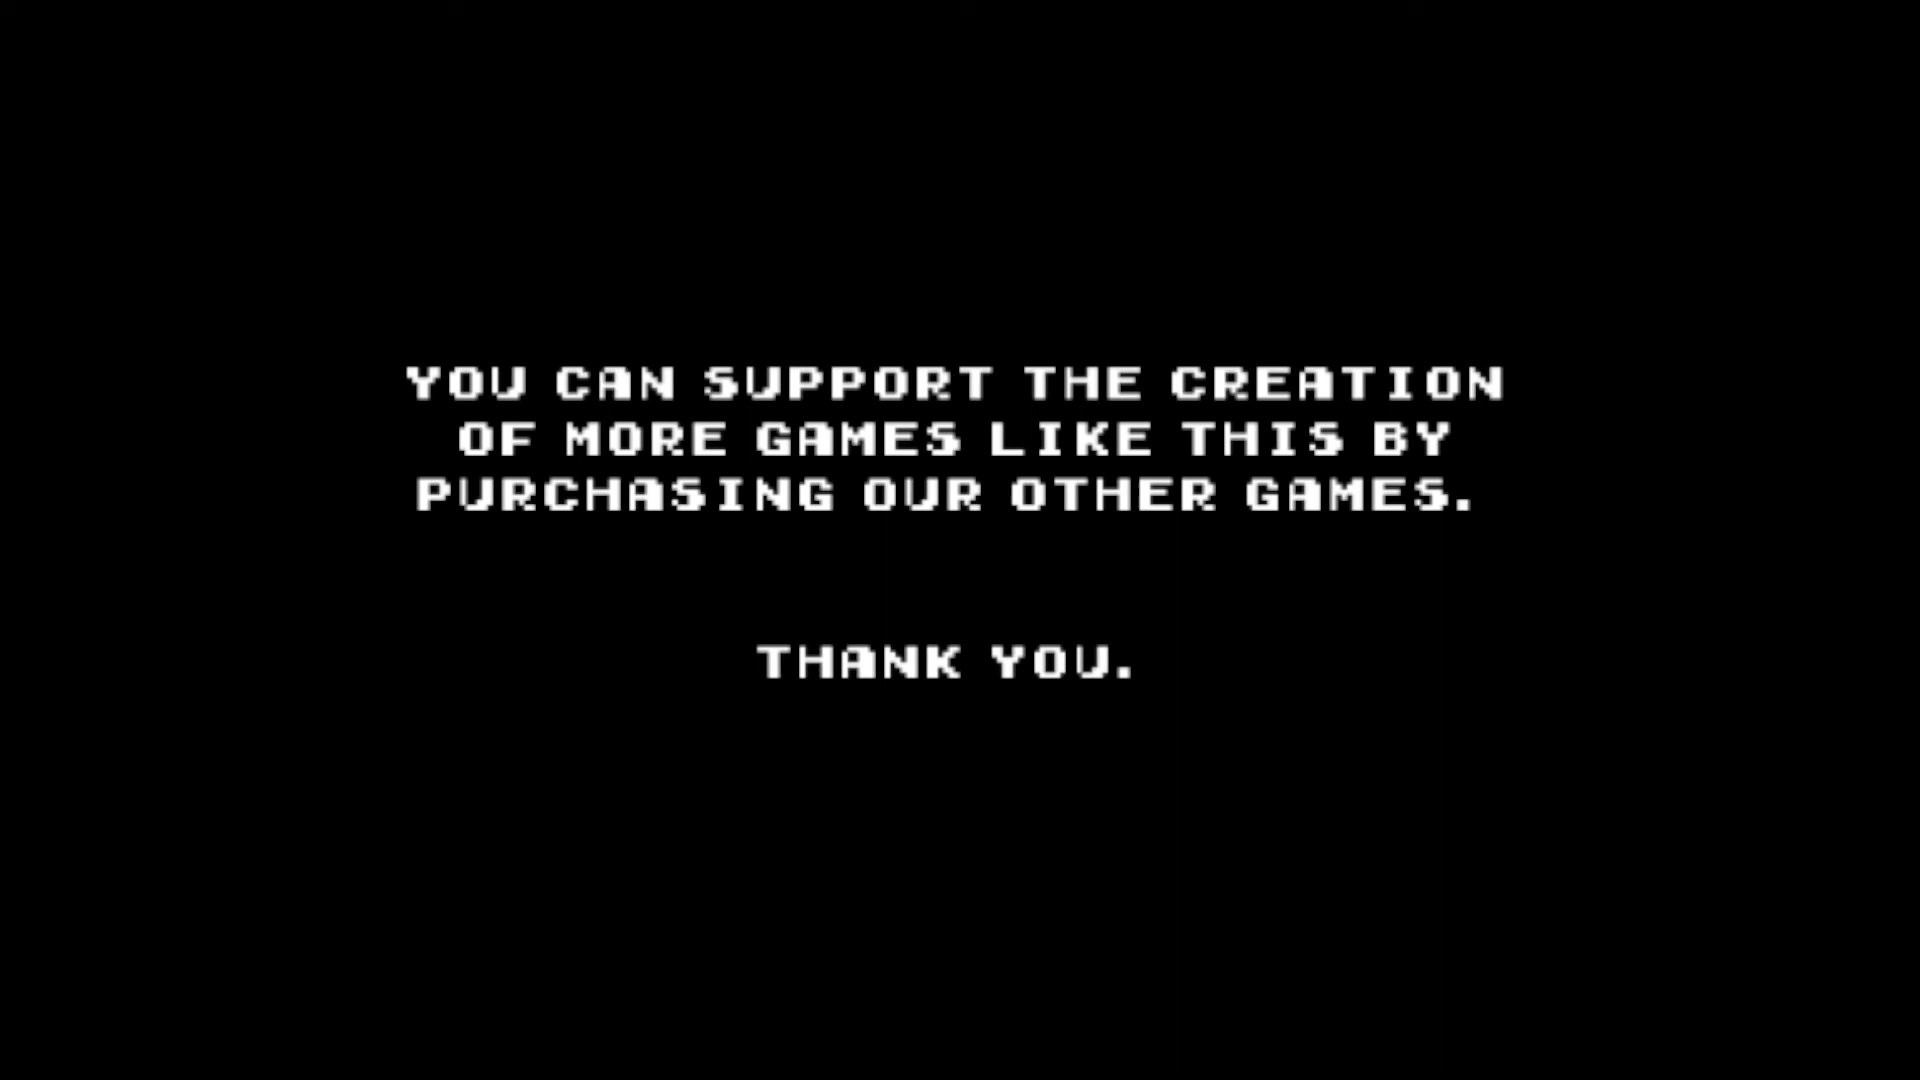 YOU CAN SUPPORT THE CREATION
OF MORE GAMES LIKE THIS BY
PURCHASING OUR OTHER GAMES.
THANK YOU.